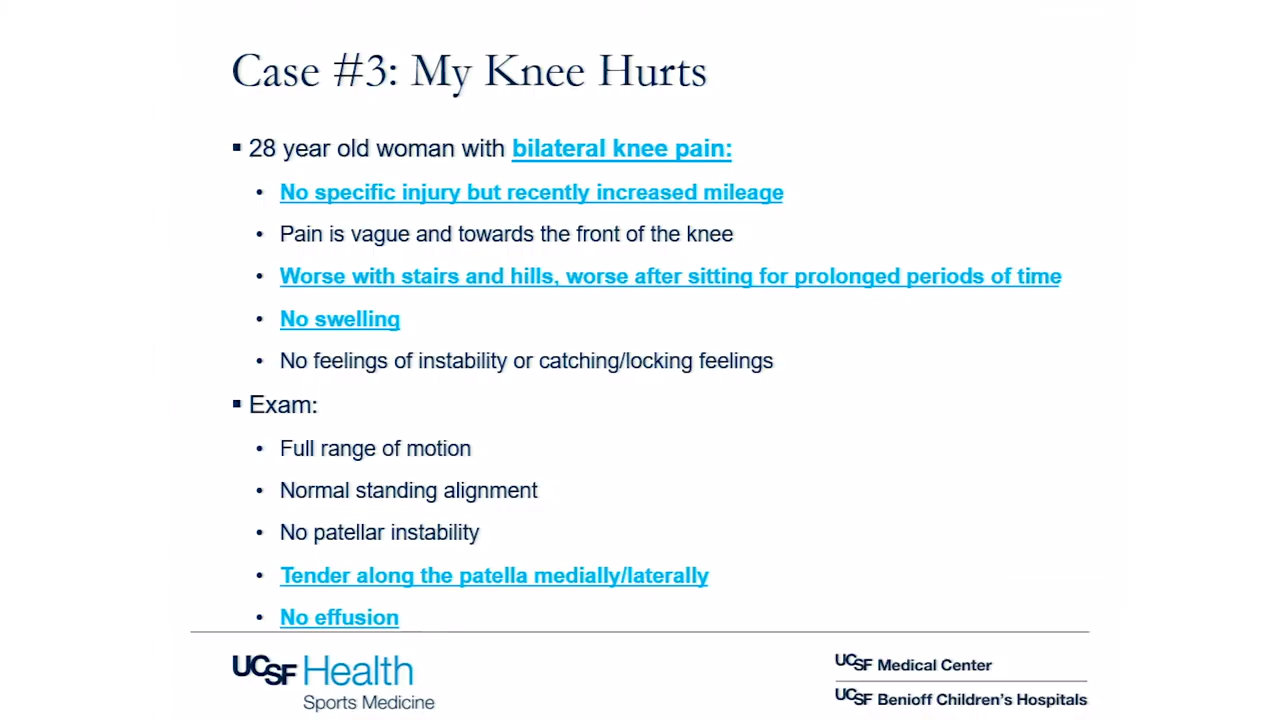 Case #3: My Knee Hurts
▪ 28 year old woman with bilateral knee pain:
• No specific injury but recently increased mileage
• Pain is vague and towards the front of the knee
• Worse with stairs and hills, worse after sitting for prolonged periods of time
• No swelling
• No feelings of instability or catching/locking feelings
▪ Exam:
• Full range of motion
• Normal standing alignment
• No patellar instability
• Tender along the patella medially/laterally
• No effusion
UCSF Health
Sports Medicine
UCSF Medical Center
UCSF Benioff Children's Hospitals